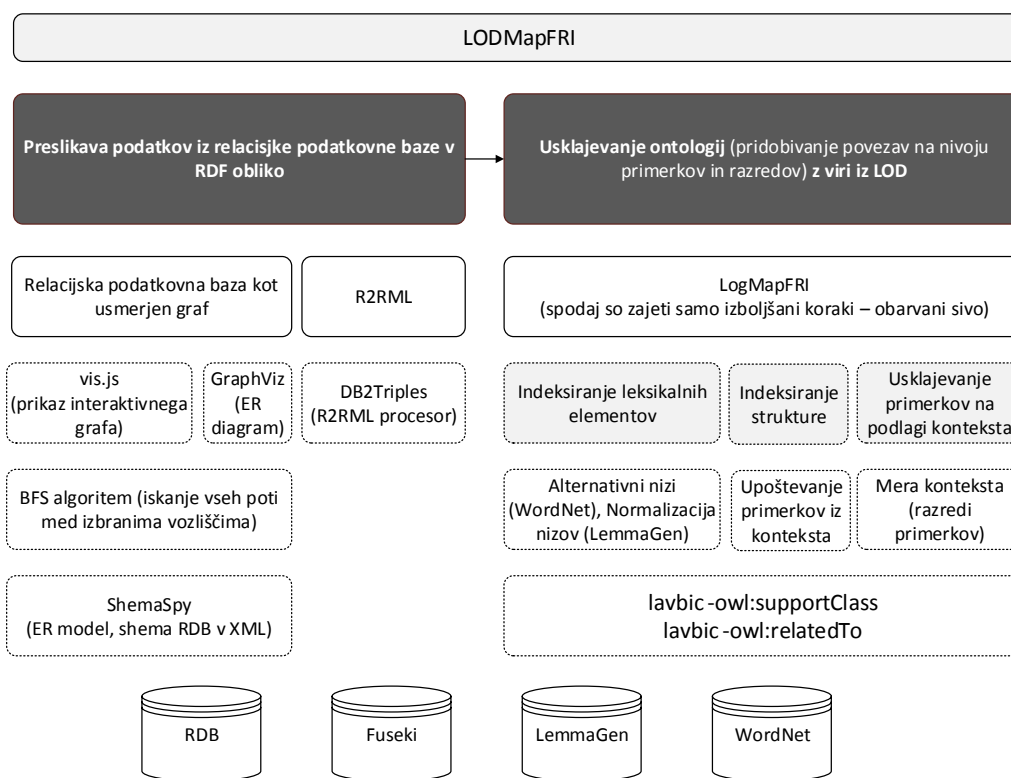 LODMapFRI
Preslikava podatkov iz relacisjke podatkovne baze v
RDF obliko
Usklajevanje ontologij (pridobivanje povezav na nivoju
primerkov in razredov) z viri iz LOD
Relacijska podatkovna baza kot
usmerjen graf
R2RML
LogMapFRI
(spodaj so zajeti samo izboljšani koraki – obarvani sivo)
vis.js
(prikaz interaktivnega
grafa)
GraphViz
(ER
diagram)
DB2Triples
(R2RML procesor)
Indeksiranje leksikalnih
elementov
Indeksiranje
strukture
Usklajevanje
primerkov na
podlagi konteksta
BFS algoritem (iskanje vseh poti
med izbranima vozliščima)
Alternativni nizi
(WordNet), Normalizacija
nizov (LemmaGen)
Upoštevanje
primerkov iz
konteksta
Mera konteksta
(razredi
primerkov)
ShemaSpy
(ER model, shema RDB v XML)
lavbic -owl:supportClass
lavbic -owl:relatedTo
RDB
Fuseki
LemmaGen
WordNet